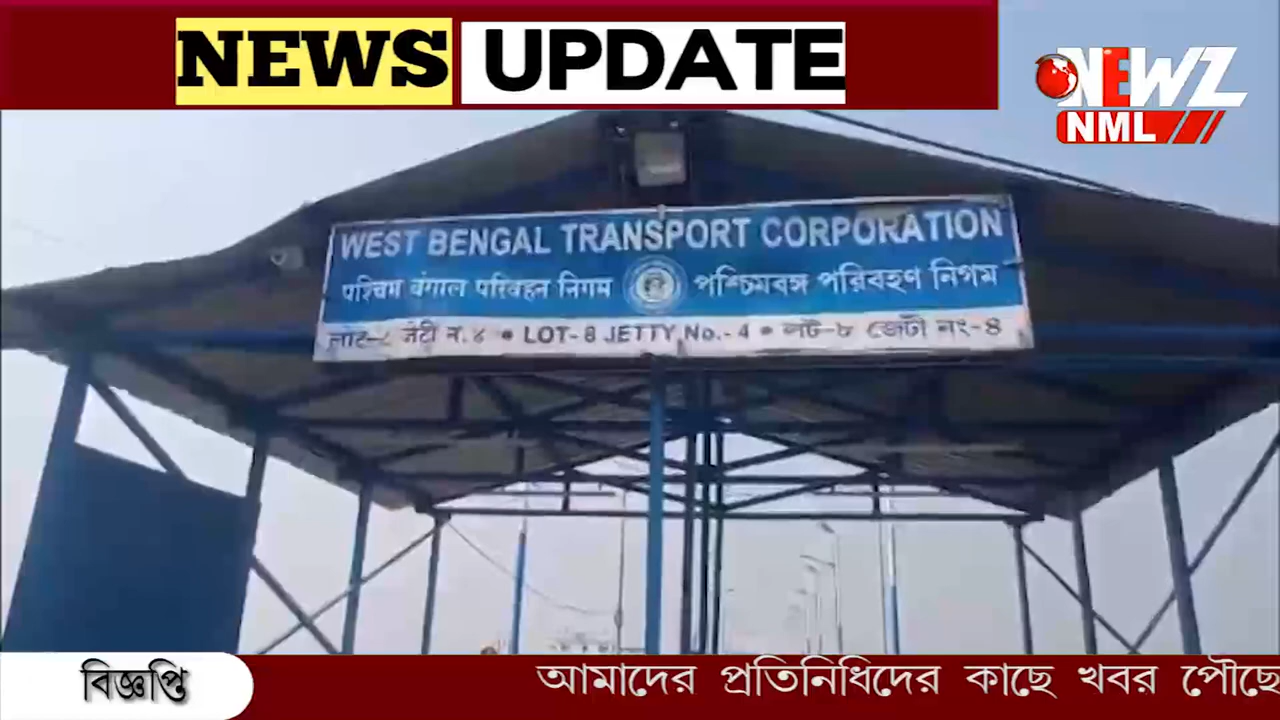 NEWS UPDATE
NEWZ
NML
WEST BENGAL TRANSPORT CORPORATION
पश्चिम बंगाल परिवहन निगम পশ্চিমবঙ্গ পরিবহণ নিগম
लाट-८ जेटी न.४ • LOT-8 JETTY No.-4 • লট-৮ জেটী নং-৪
বিজ্ঞপ্তি
আমাদের প্রতিনিধিদের কাছে খবর পৌছে